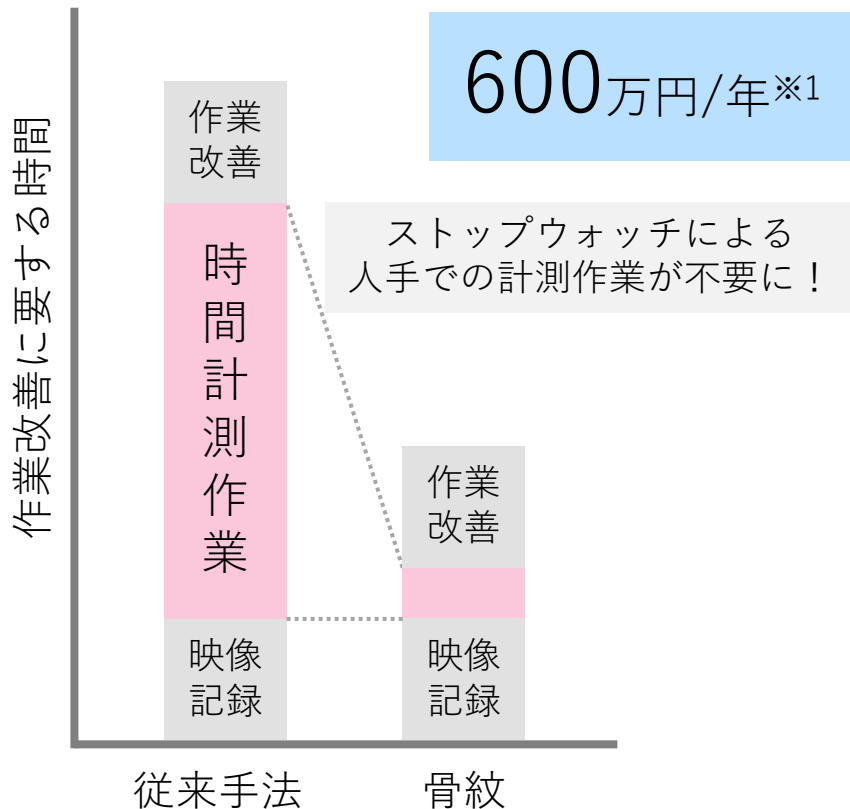 600万円/年※1
ストップウォッチによる
人手での計測作業が不要に！
作業改善に要する時間
作業
改善
時間計測作業
映像
記録
作業
改善
映像
記録
従来手法
骨紋